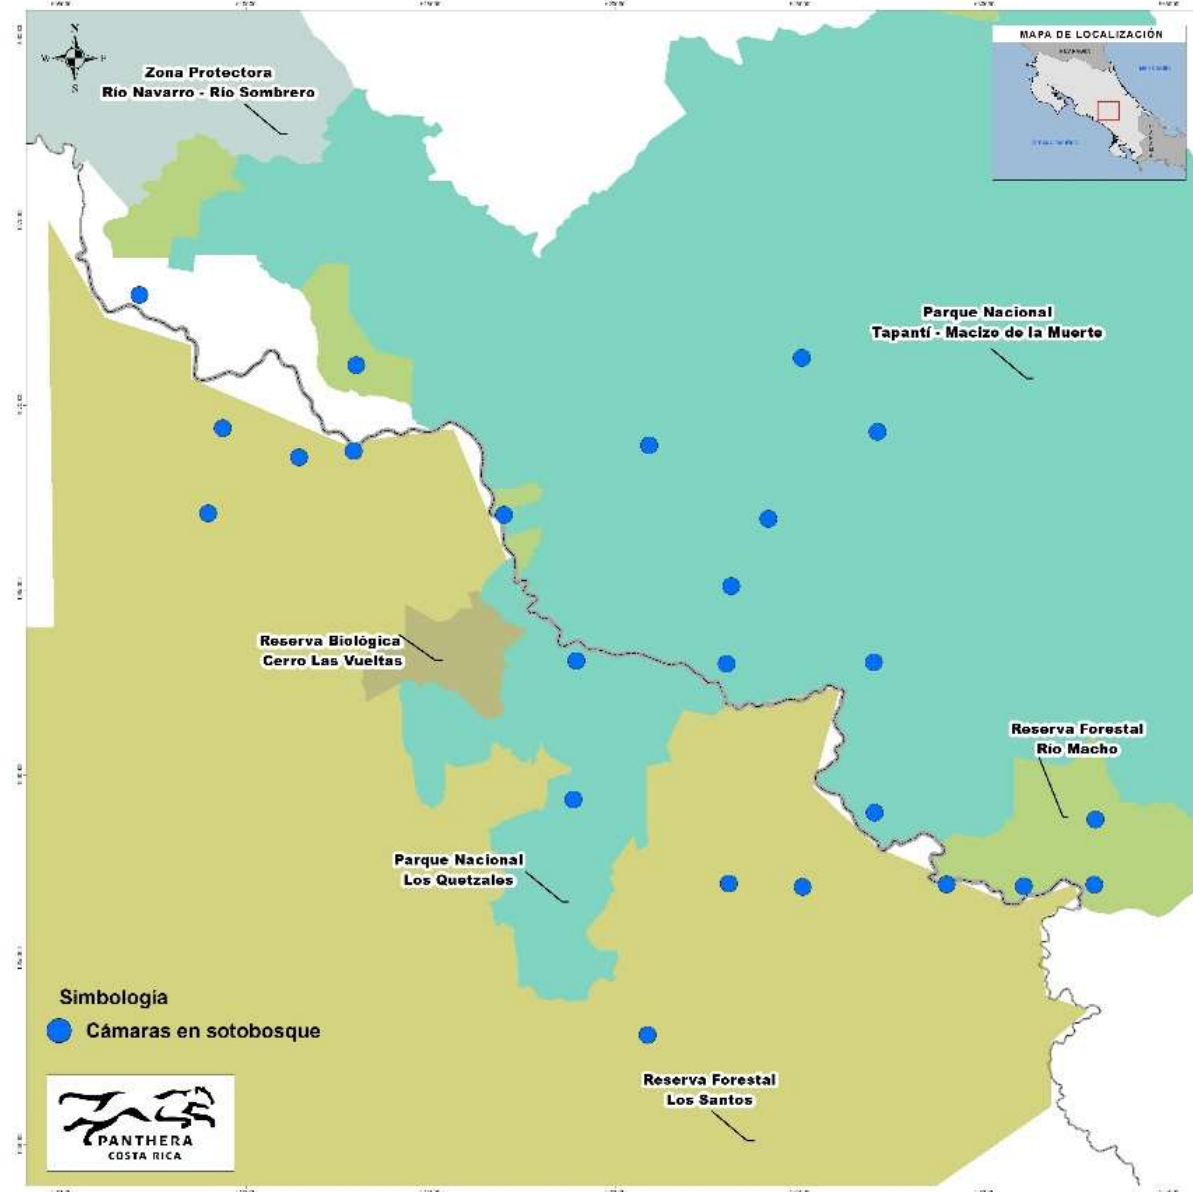 N
W
S
Zona Protectora
Río Navarro - Río Sombrero
MAPA DE LOCALIZACIÓN
NICARAGUA
Parque Nacional
Tapantí - Macizo de la Muerte
Reserva Biológica
Cerro Las Vueltas
Reserva Forestal
Río Macho
Parque Nacional
Los Quetzales
Simbología
Cámaras en sotobosque
Reserva Forestal
Los Santos
PANTHERA
COSTA RICA